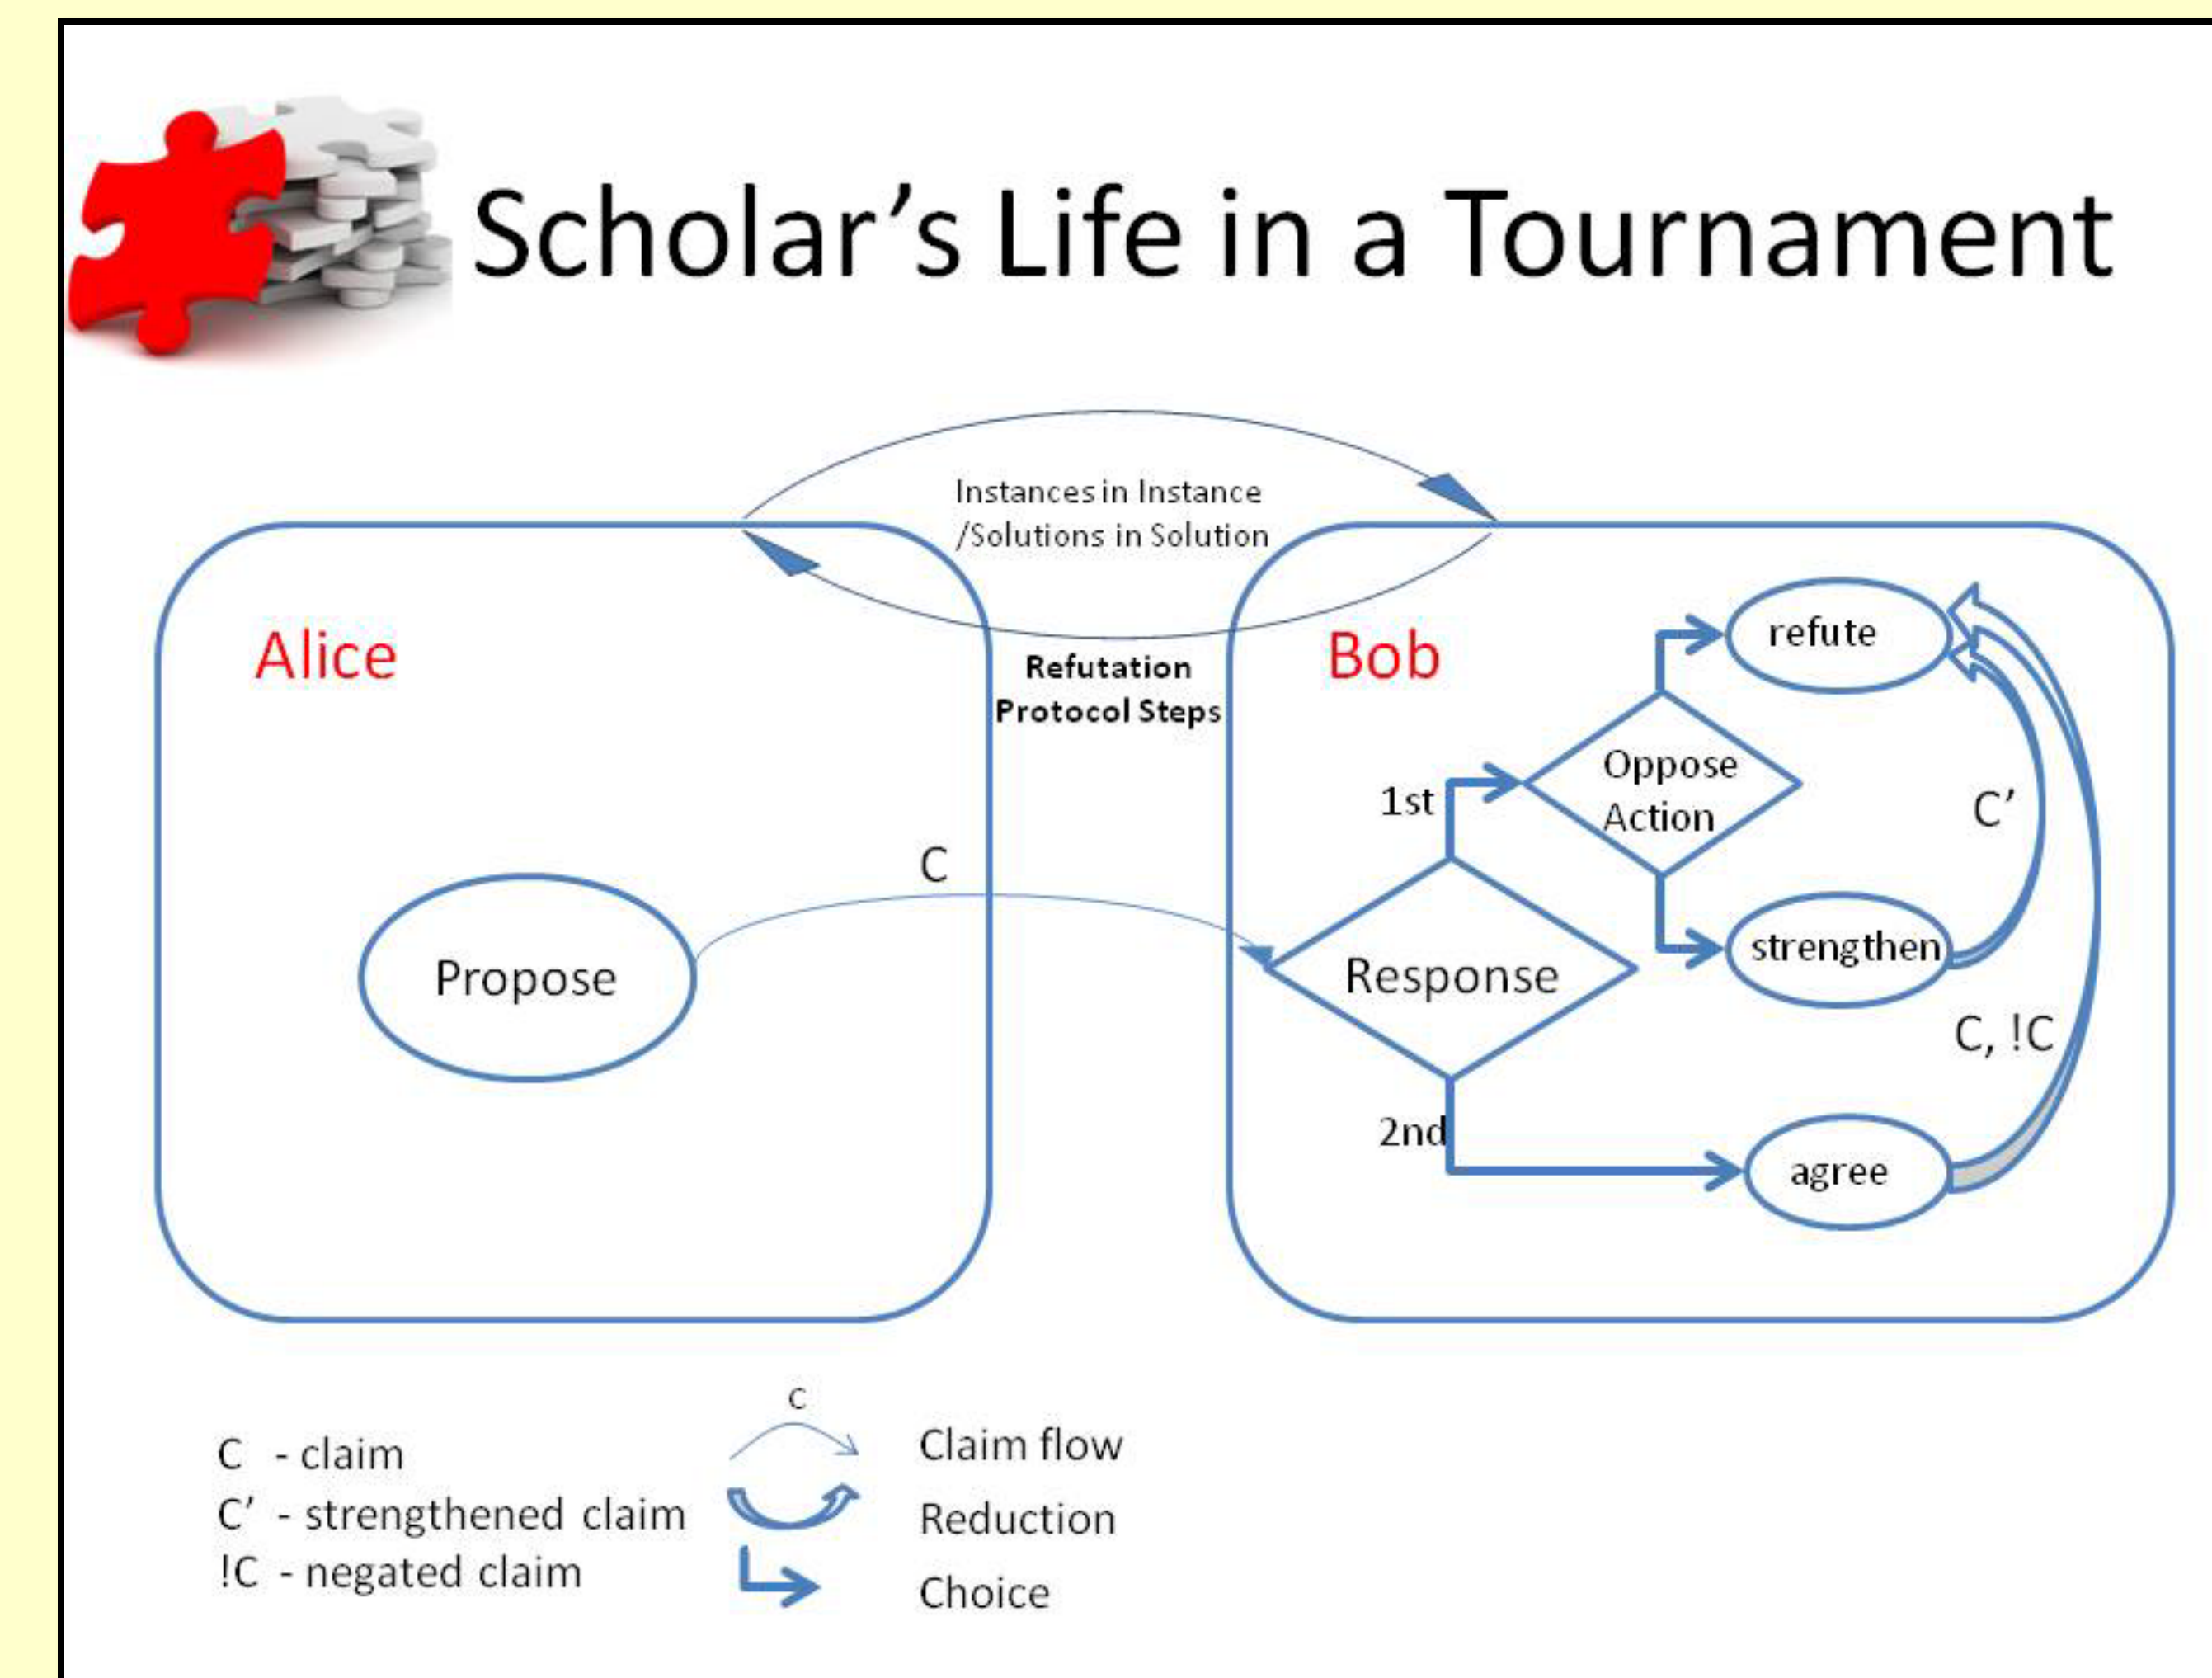 Scholar’s Life in a Tournament
Instances in Instance
/Solutions in Solution
Alice
Refutation
Protocol Steps
Bob
refute
Oppose
Action
1st
C’
C
Propose
Response
strengthen
C, !C
2nd
agree
C - claim
C’ - strengthened claim
!C - negated claim
C
Claim flow
Reduction
Choice